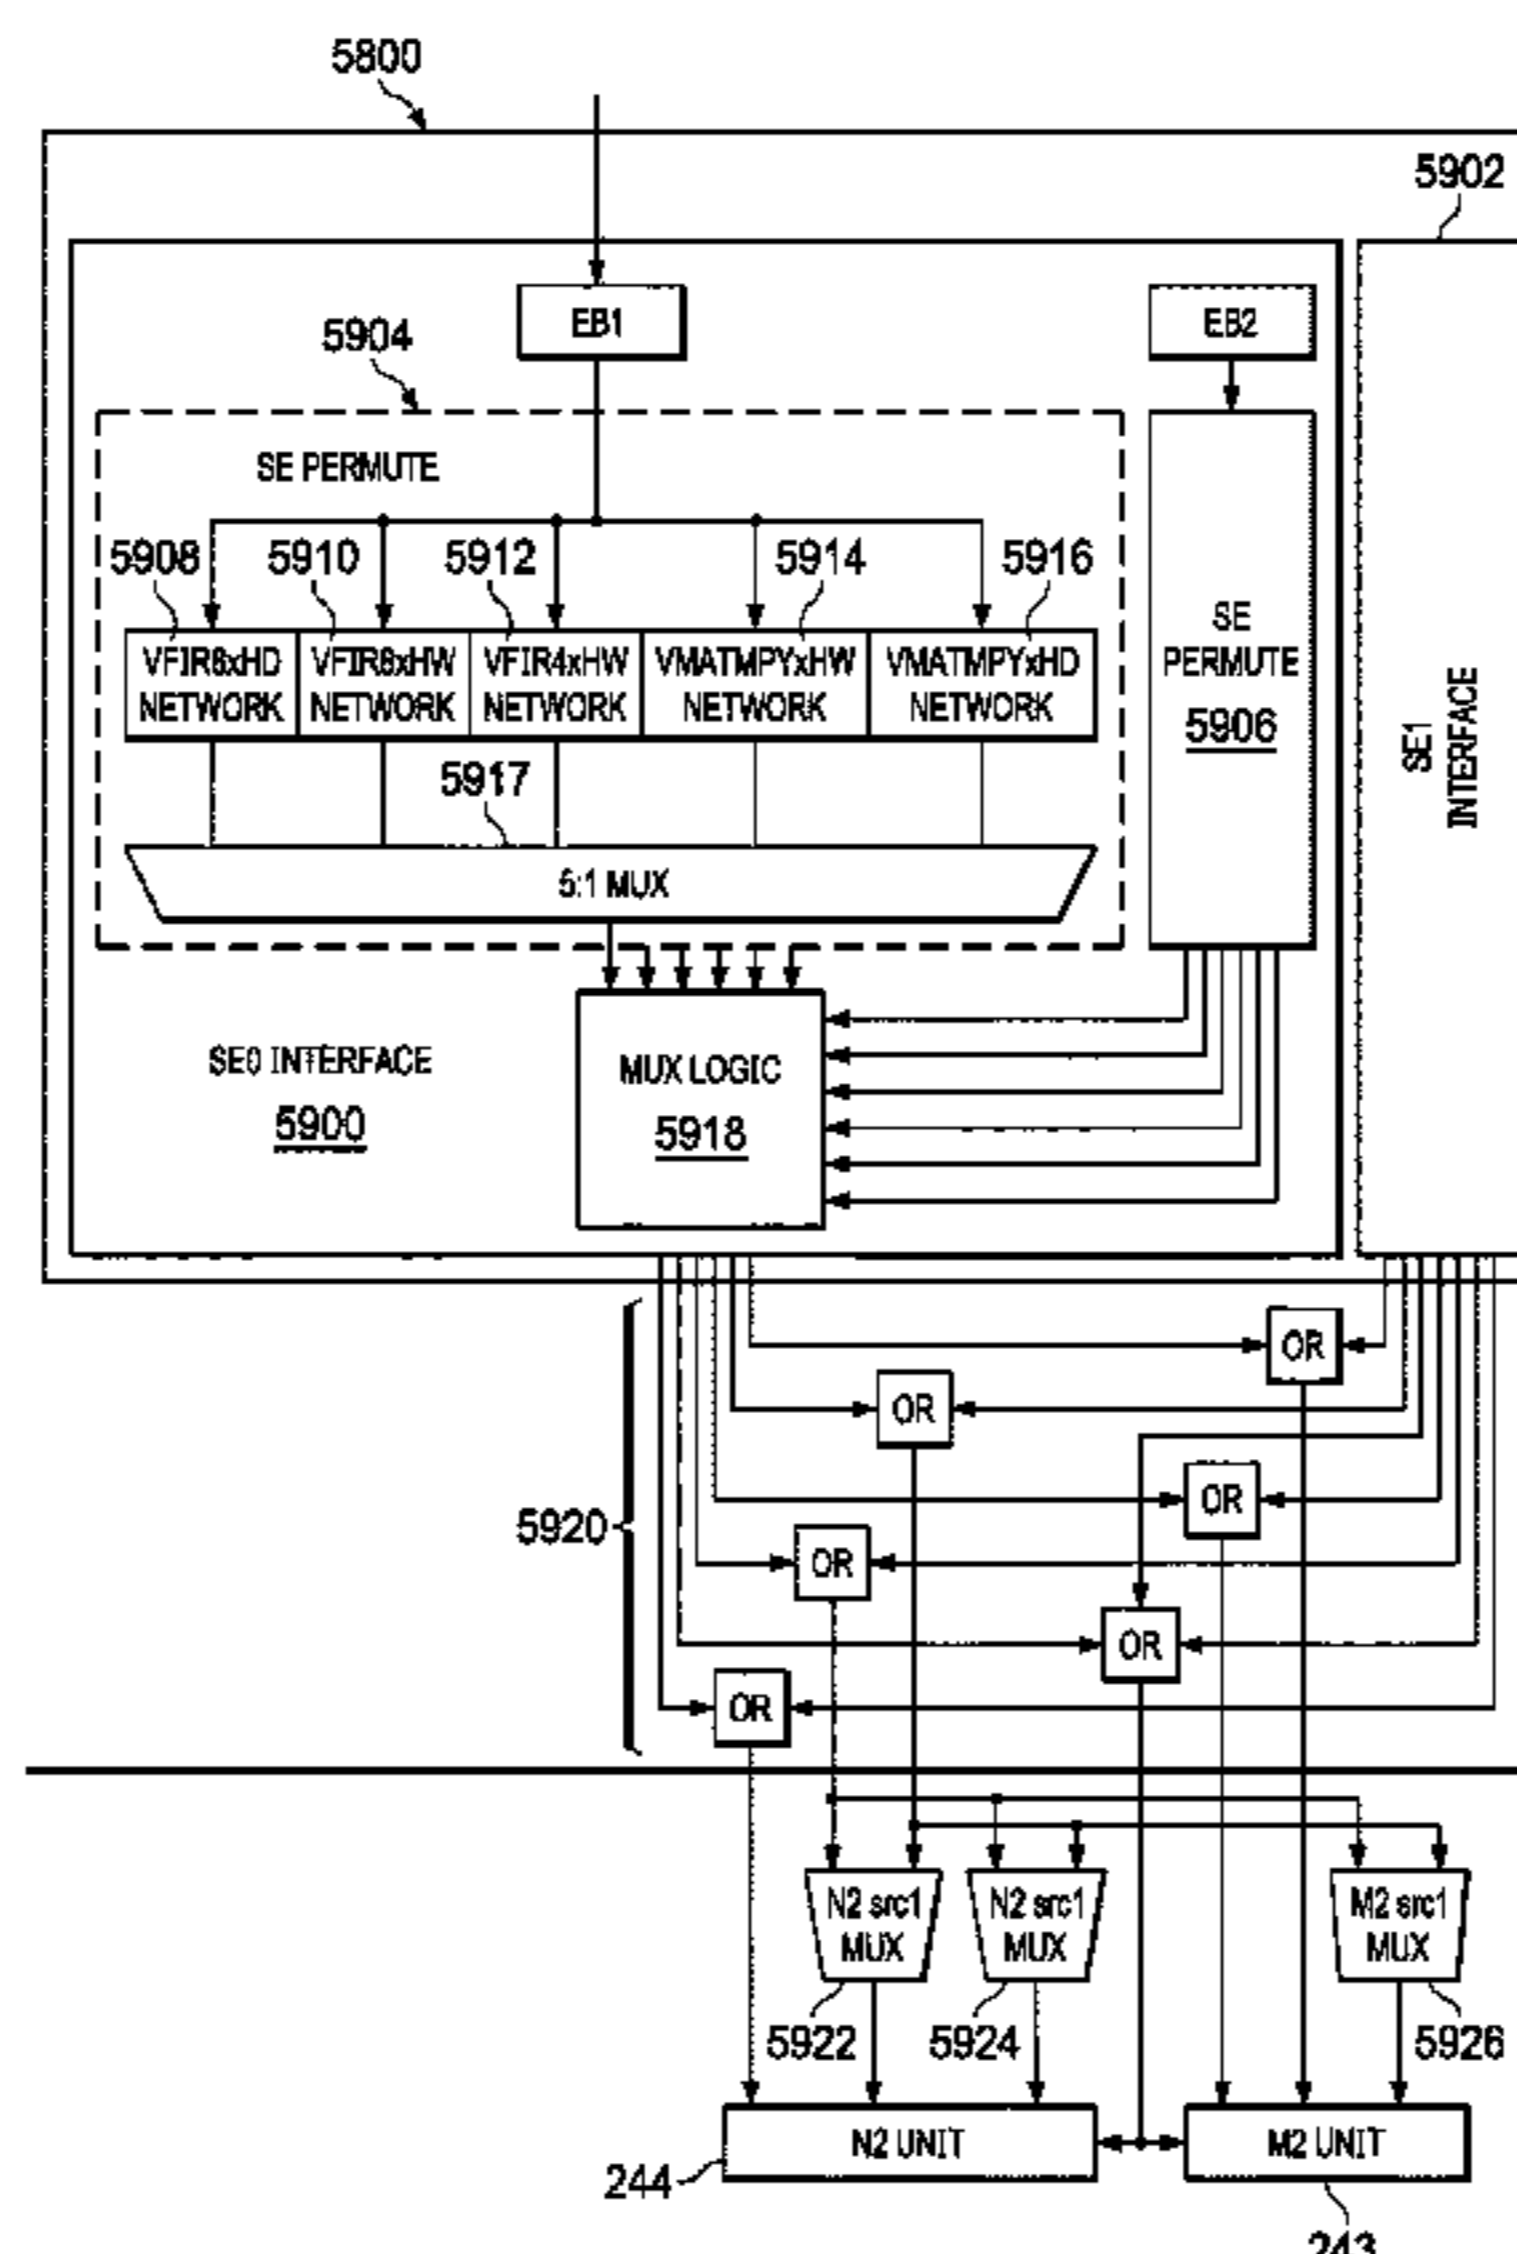 5800
5902
EB1
EB2
5904
SE PERMUTE
5908
5910
5912
5914
5916
VFIR8xHD
NETWORK
VFIR8xHW
NETWORK
VFIR4xHW
NETWORK
VMATMPYxHW
NETWORK
VMATMPYxHD
NETWORK
SE
PERMUTE
5906
SE1
INTERFACE
5917
5:1 MUX
SE0 INTERFACE
5900
MUX LOGIC
5918
OR
OR
OR
5920
OR
OR
OR
N2 src1
MUX
N2 src1
MUX
M2 src1
MUX
5922
5924
5926
N2 UNIT
M2 UNIT
244
243